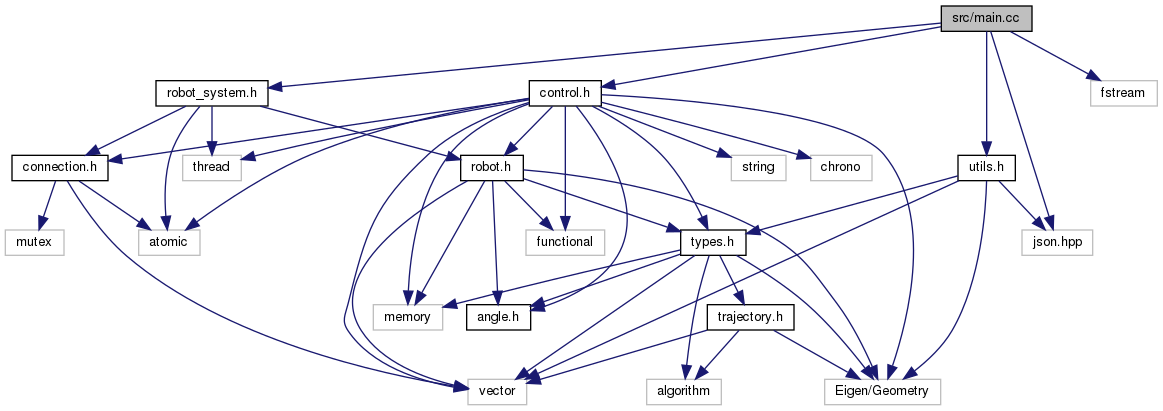 src/main.cc
robot_system.h
control.h
fstream
connection.h
thread
robot.h
string
chrono
utils.h
mutex
atomic
functional
types.h
json.hpp
memory
angle.h
trajectory.h
vector
algorithm
Eigen/Geometry